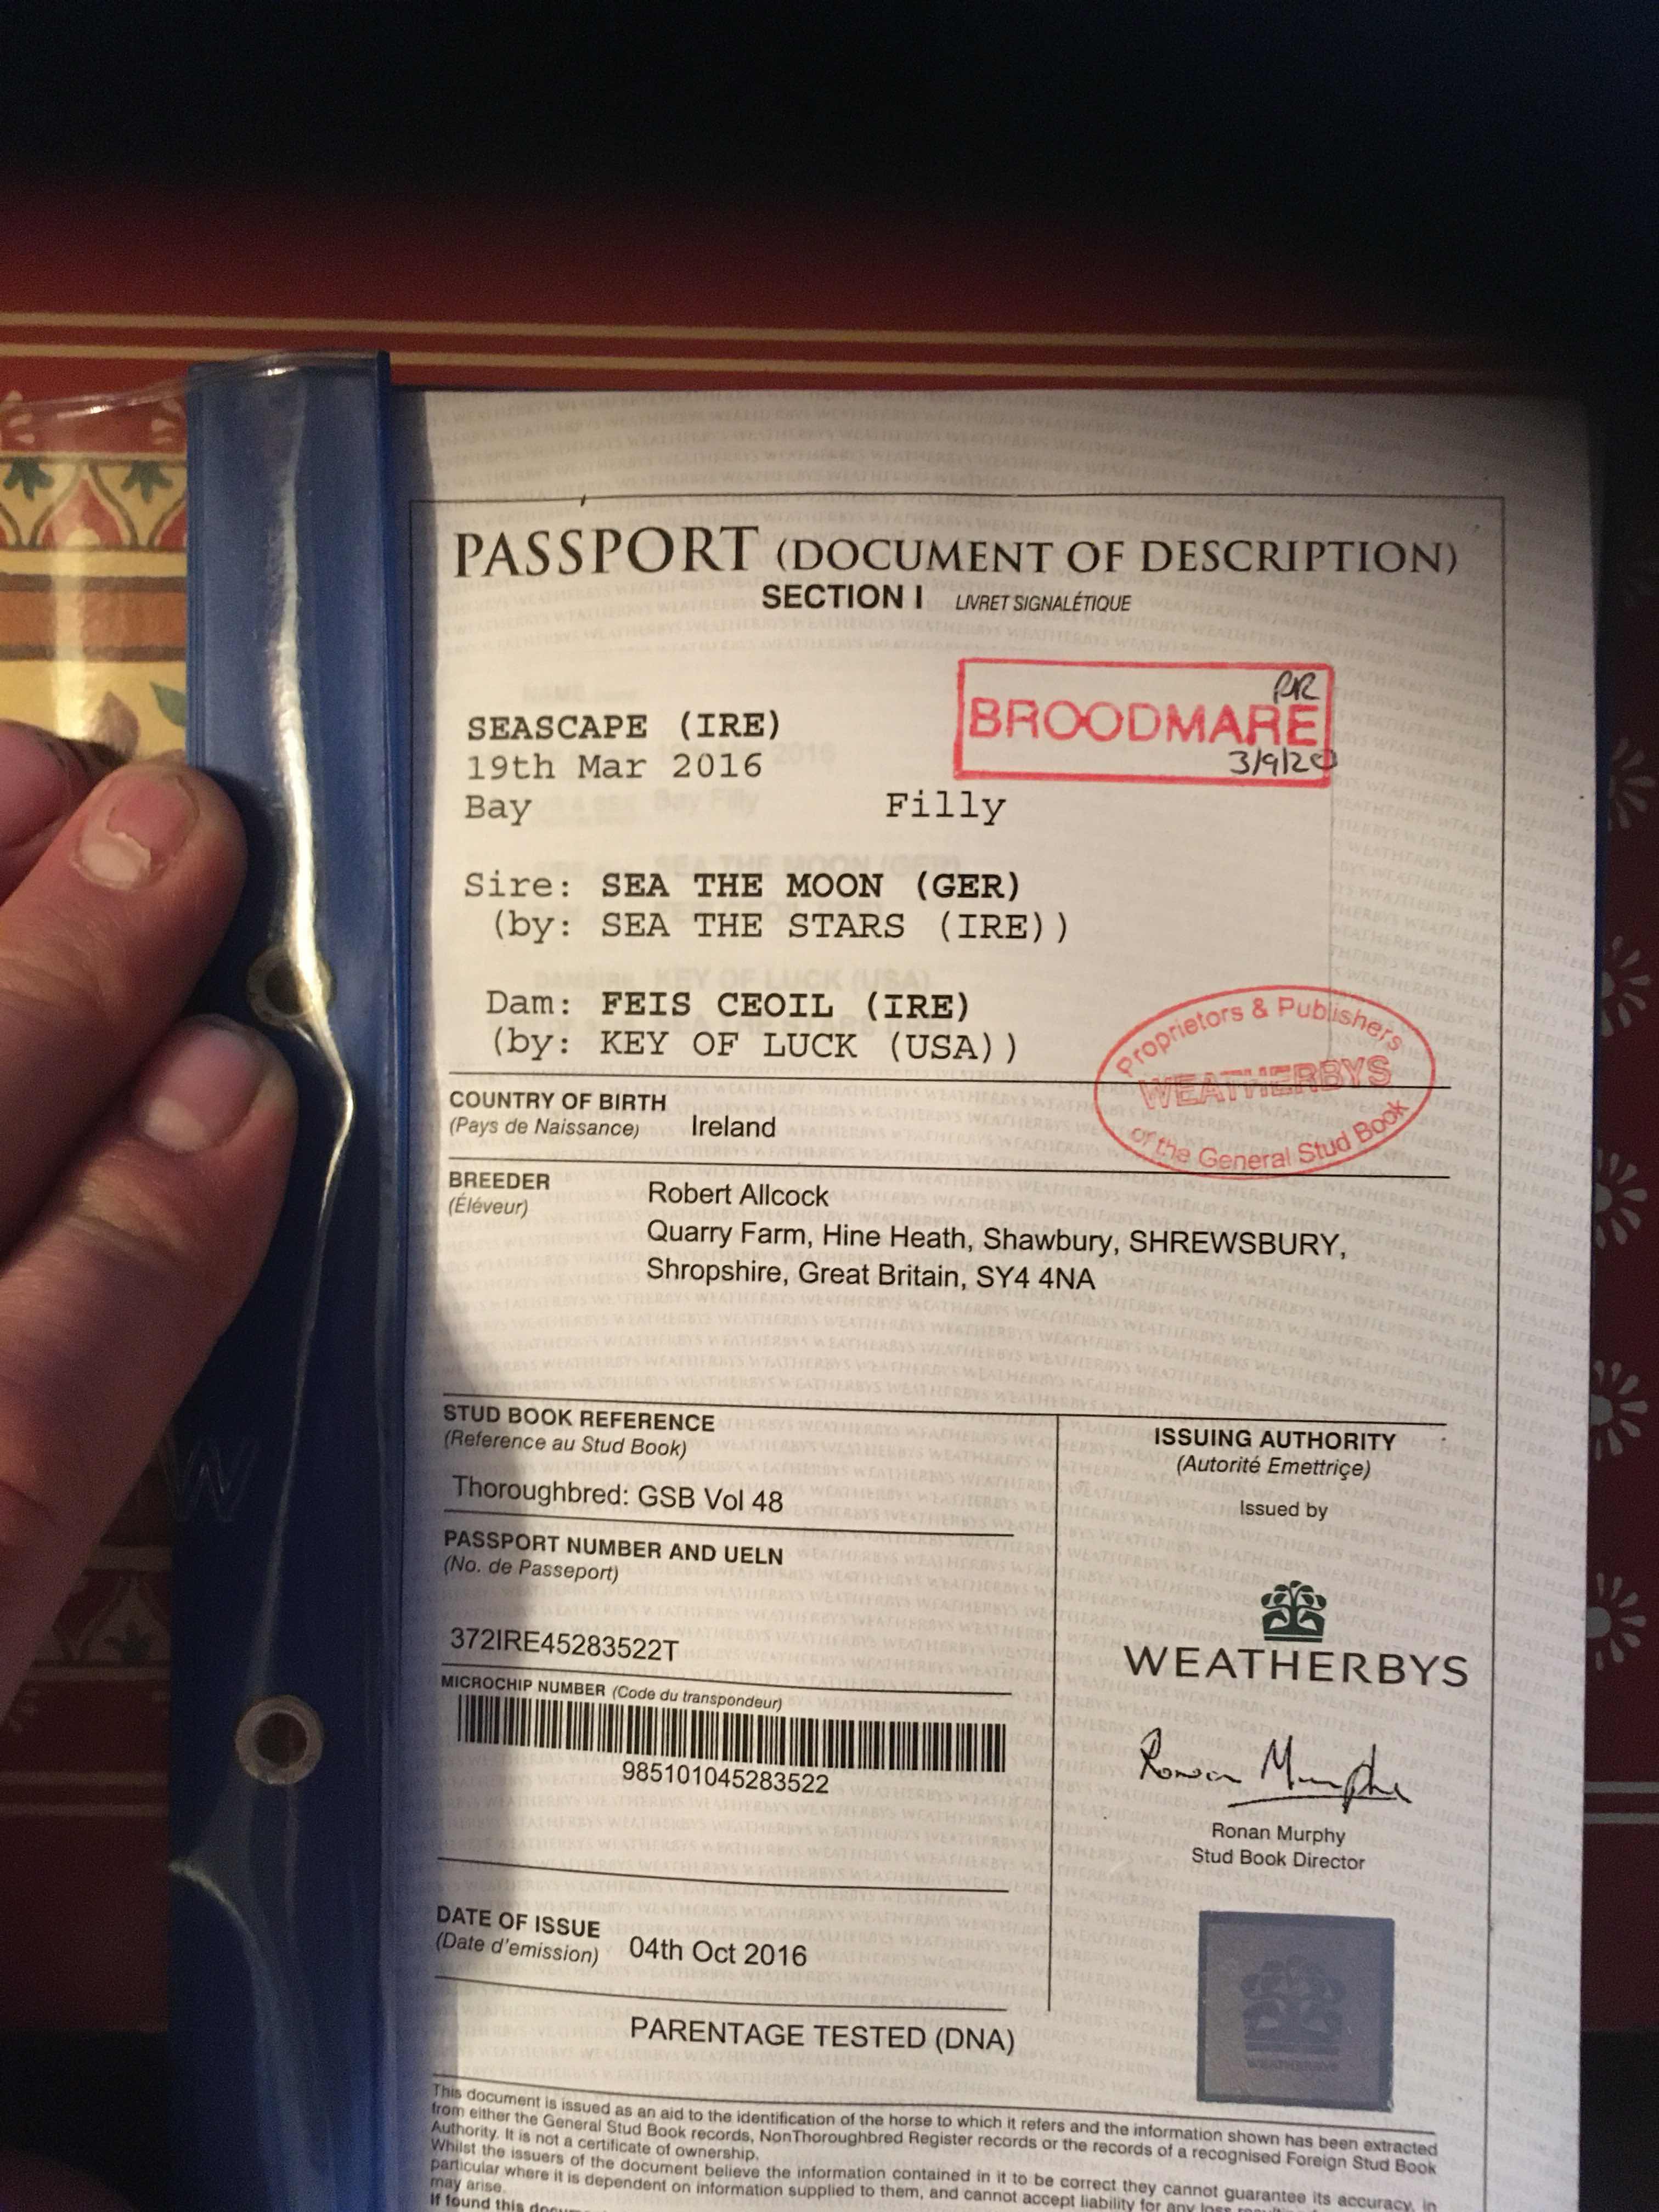 PASSPORT (DOCUMENT OF DESCRIPTION)
SECTION I LIVRET SIGNALÉTIQUE
PR
BROODMARE
3/9/20
SEASCAPE (IRE)
19th Mar 2016
Bay Filly
Sire: SEA THE MOON (GER)
(by: SEA THE STARS (IRE))
Dam: FEIS CEOIL (IRE)
(by: KEY OF LUCK (USA))
Proprietors & Publishers
WEATHERBYS
of the General Stud Book
COUNTRY OF BIRTH
(Pays de Naissance) Ireland
BREEDER
(Éléveur)
Robert Allcock
Quarry Farm, Hine Heath, Shawbury, SHREWSBURY,
Shropshire, Great Britain, SY4 4NA
STUD BOOK REFERENCE
(Reference au Stud Book)
Thoroughbred: GSB Vol 48
PASSPORT NUMBER AND UELN
(No. de Passeport)
372IRE45283522T
MICROCHIP NUMBER (Code du transpondeur)
985101045283522
DATE OF ISSUE
(Date d'emission) 04th Oct 2016
PARENTAGE TESTED (DNA)
ISSUING AUTHORITY
(Autorité Emettriçe)
Issued by
WEATHERBYS
Ronan Murphy
Ronan Murphy
Stud Book Director
WEATHERBYS
This document is issued as an aid to the identification of the horse to which it refers and the information shown has been extracted
from either the General Stud Book records, NonThoroughbred Register records or the records of a recognised Foreign Stud Book
Authority. It is not a certificate of ownership.
Whilst the issuers of the document believe the information contained in it to be correct they cannot guarantee its accuracy, in
particular where it is dependent on information supplied to them, and cannot accept liability for any loss
may arise.
If found this